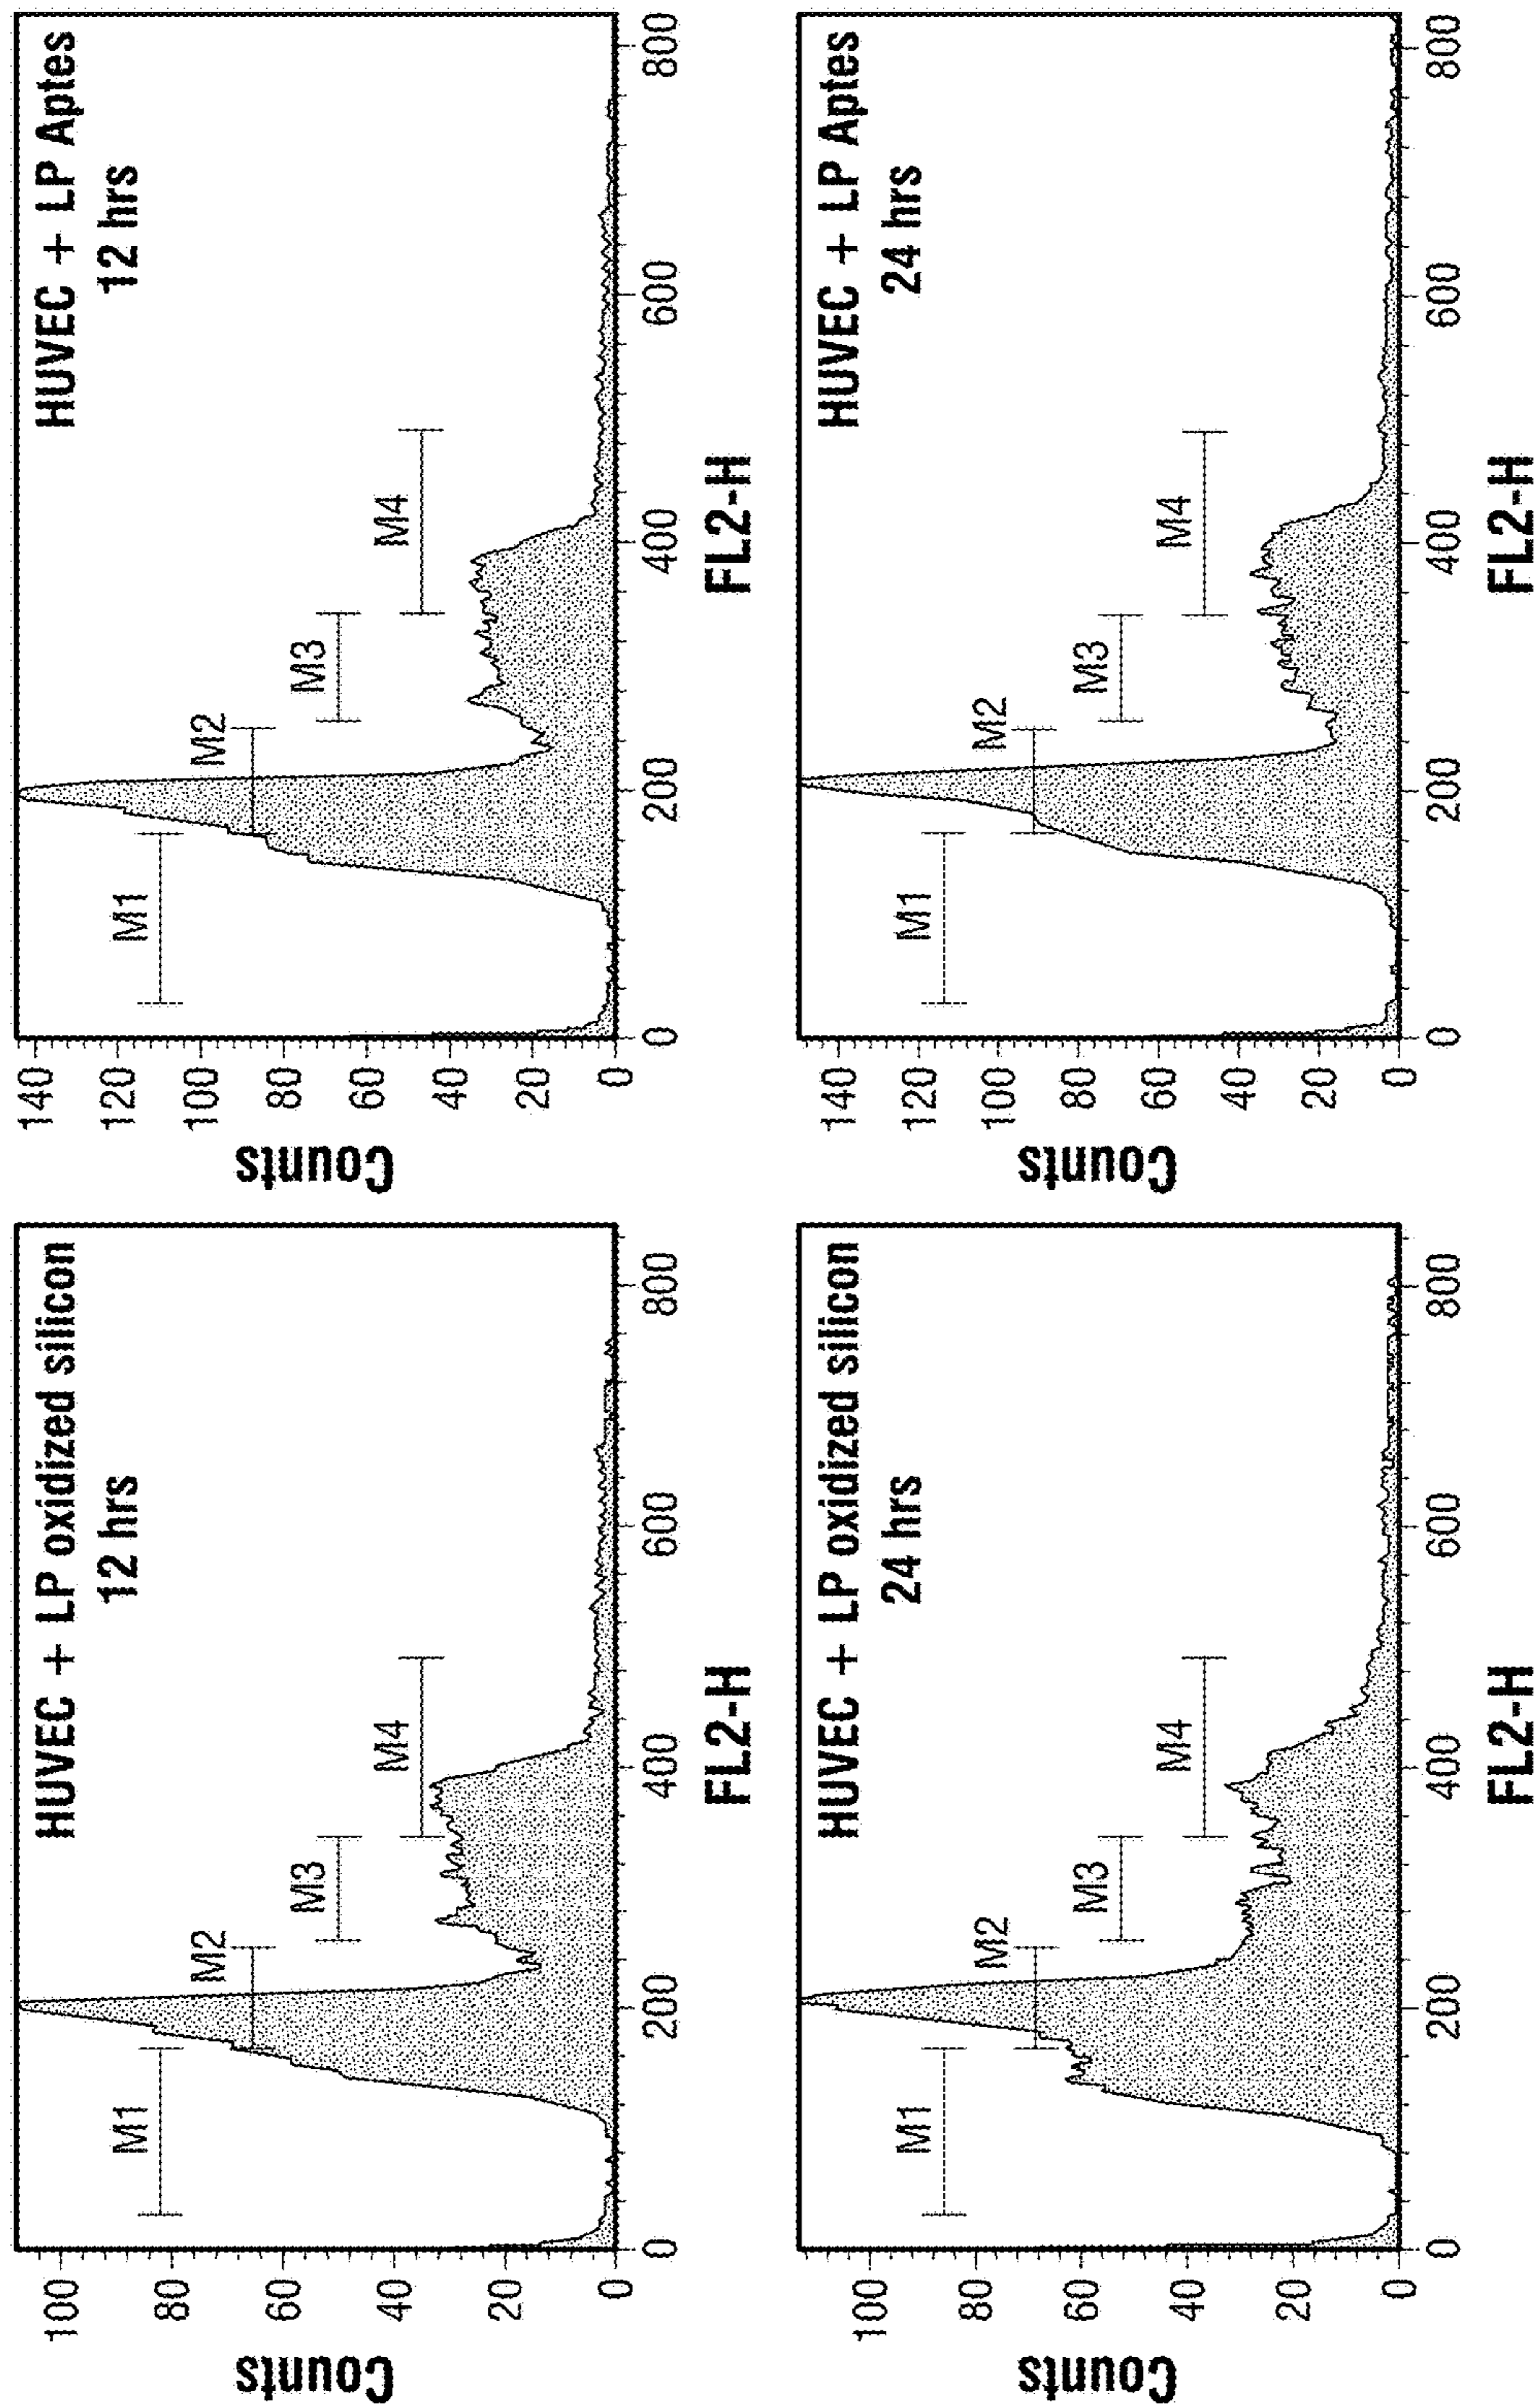 HUVEC + LP oxidized silicon
12 hrs
Counts
100
80
60
40
20
0
M1
M2
M3
M4
0 200 400 600 800
FL2-H
HUVEC + LP Aptes
12 hrs
Counts
140
120
100
80
60
40
20
0
M1
M2
M3
M4
0 200 400 600 800
FL2-H
HUVEC + LP oxidized silicon
24 hrs
Counts
100
80
60
40
20
0
M1
M2
M3
M4
0 200 400 600 800
FL2-H
HUVEC + LP Aptes
24 hrs
Counts
140
120
100
80
60
40
20
0
M1
M2
M3
M4
0 200 400 600 800
FL2-H